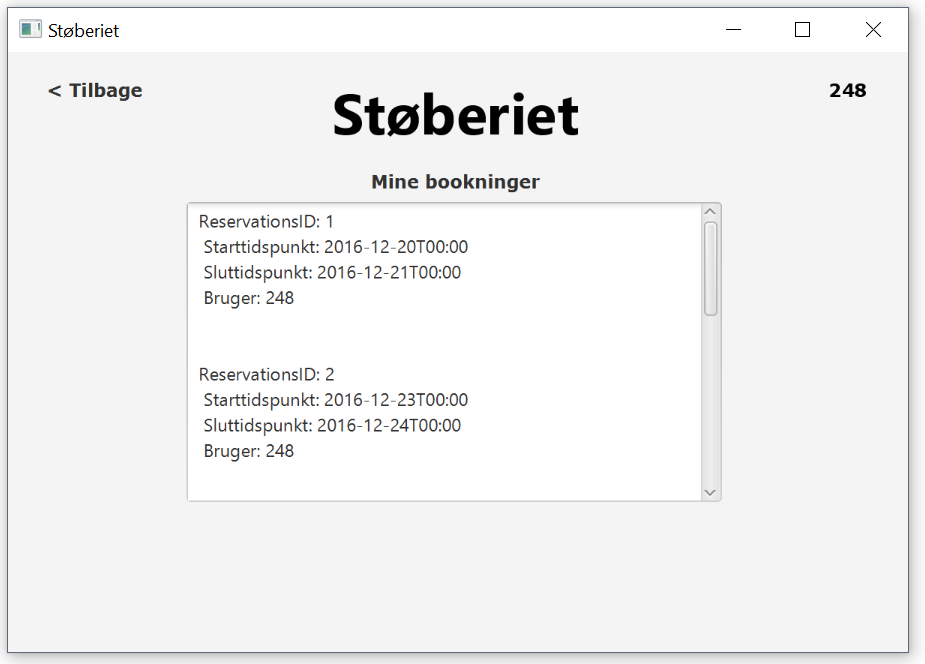 Støberiet
< Tilbage
248
Støberiet
Mine bookninger
ReservationsID: 1
Starttidspunkt: 2016-12-20T00:00
Sluttidspunkt: 2016-12-21T00:00
Bruger: 248
ReservationsID: 2
Starttidspunkt: 2016-12-23T00:00
Sluttidspunkt: 2016-12-24T00:00
Bruger: 248